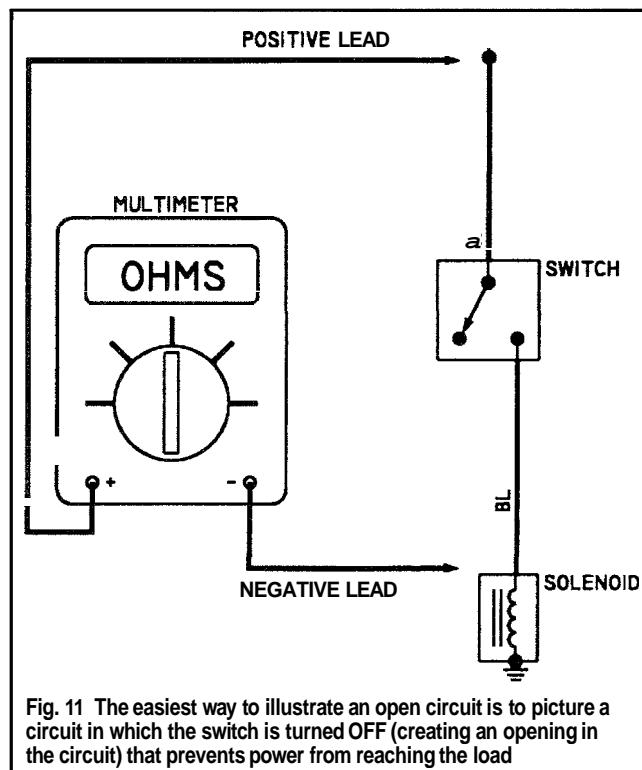 POSITIVE LEAD
MULTIMETER
OHMS
a
SWITCH
+
-
BL
NEGATIVE LEAD
SOLENOID
Fig. 11 The easiest way to illustrate an open circuit is to picture a
circuit in which the switch is turned OFF (creating an opening in
the circuit) that prevents power from reaching the load